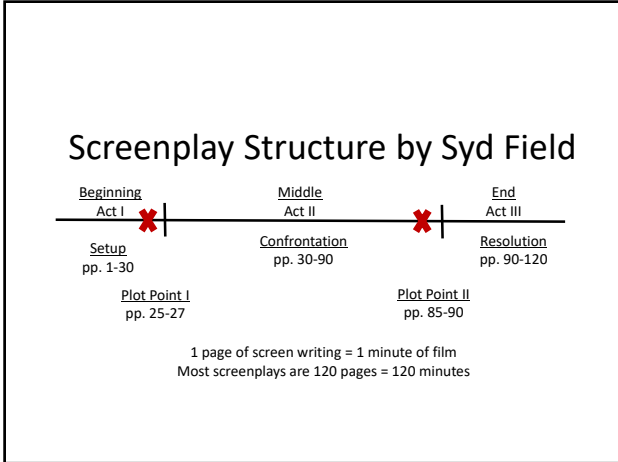 Screenplay Structure by Syd Field
Beginning
Act I
Middle
Act II
End
Act III
Setup
pp. 1-30
Confrontation
pp. 30-90
Resolution
pp. 90-120
Plot Point I
pp. 25-27
Plot Point II
pp. 85-90
1 page of screen writing = 1 minute of film
Most screenplays are 120 pages = 120 minutes